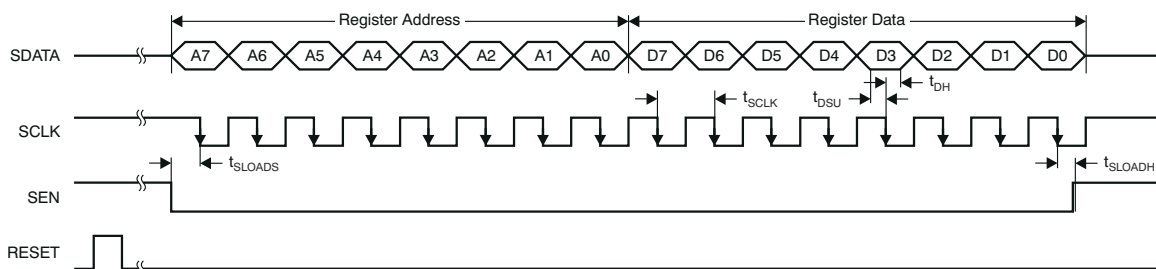 Register Address Register Data
SDATA A7 A6 A5 A4 A3 A2 A1 A0 D7 D6 D5 D4 D3 D2 D1 D0
tSCLK tDSU tDH
SCLK
tSLOADS tSLOADH
SEN
RESET